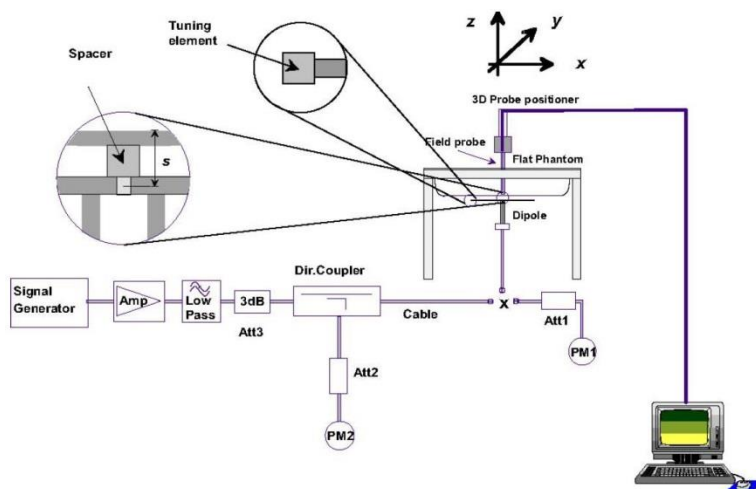 Tuning
element
Spacer
s
z
y
x
3D Probe positioner
Field probe
Flat Phantom
Dipole
Dir.Coupler
Signal
Generator
Amp
Low
Pass
3dB
Att3
Cable
x
Att1
PM1
Att2
PM2